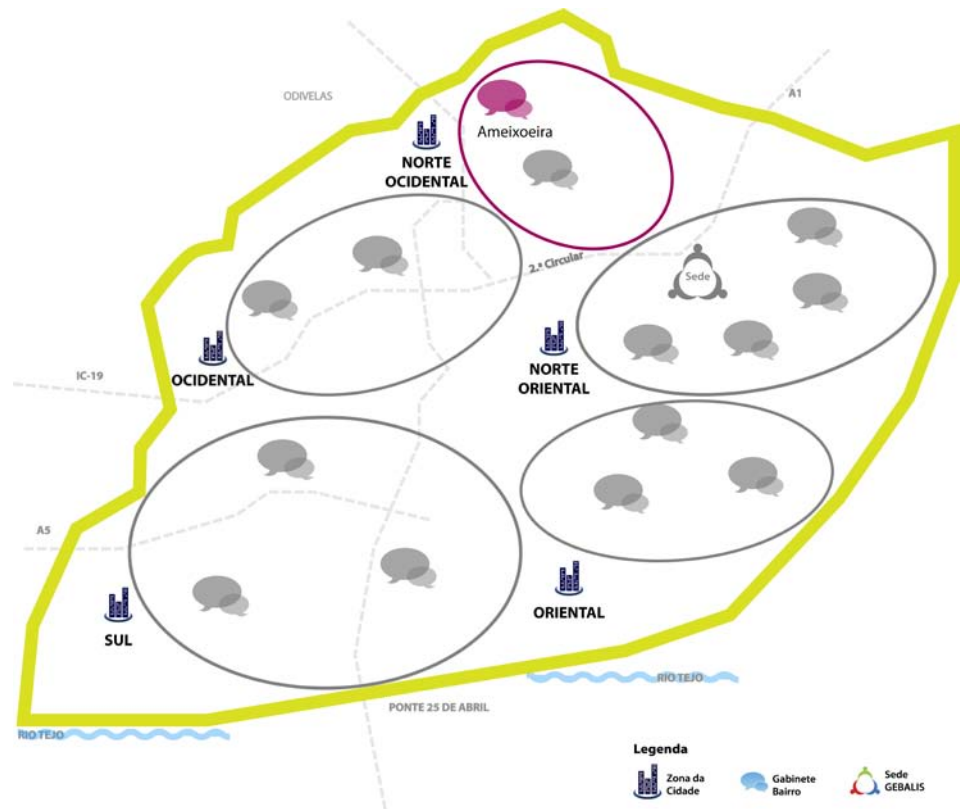 ODIVELAS
A1
Ameixoeira
NORTE
OCIDENTAL
2.ª Circular
Sede
IC-19
OCIDENTAL
NORTE
ORIENTAL
A5
SUL
ORIENTAL
RIO TEJO
PONTE 25 DE ABRIL
RIO TEJO
Legenda
Zona da
Cidade
Gabinete
Bairro
Sede
GEBALIS